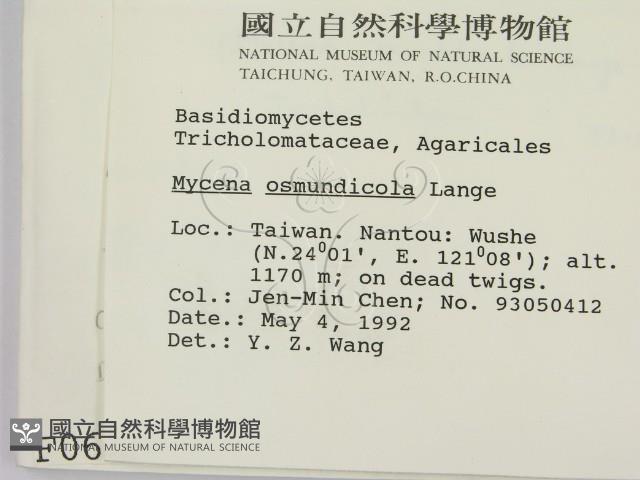 國立自然科學博物館
NATIONAL MUSEUM OF NATURAL SCIENCE
TAICHUNG, TAIWAN, R.O.CHINA
Basidiomycetes
Tricholomataceae, Agaricales
Mycena osmundicola Lange
Loc.: Taiwan. Nantou: Wushe
(N.24⁰01', E. 121⁰08'); alt.
1170 m; on dead twigs.
Col.: Jen-Min Chen; No. 93050412
Date.: May 4, 1992
Det.: Y. Z. Wang
國立自然科學博物館
NATIONAL MUSEUM OF NATURAL SCIENCE
F06